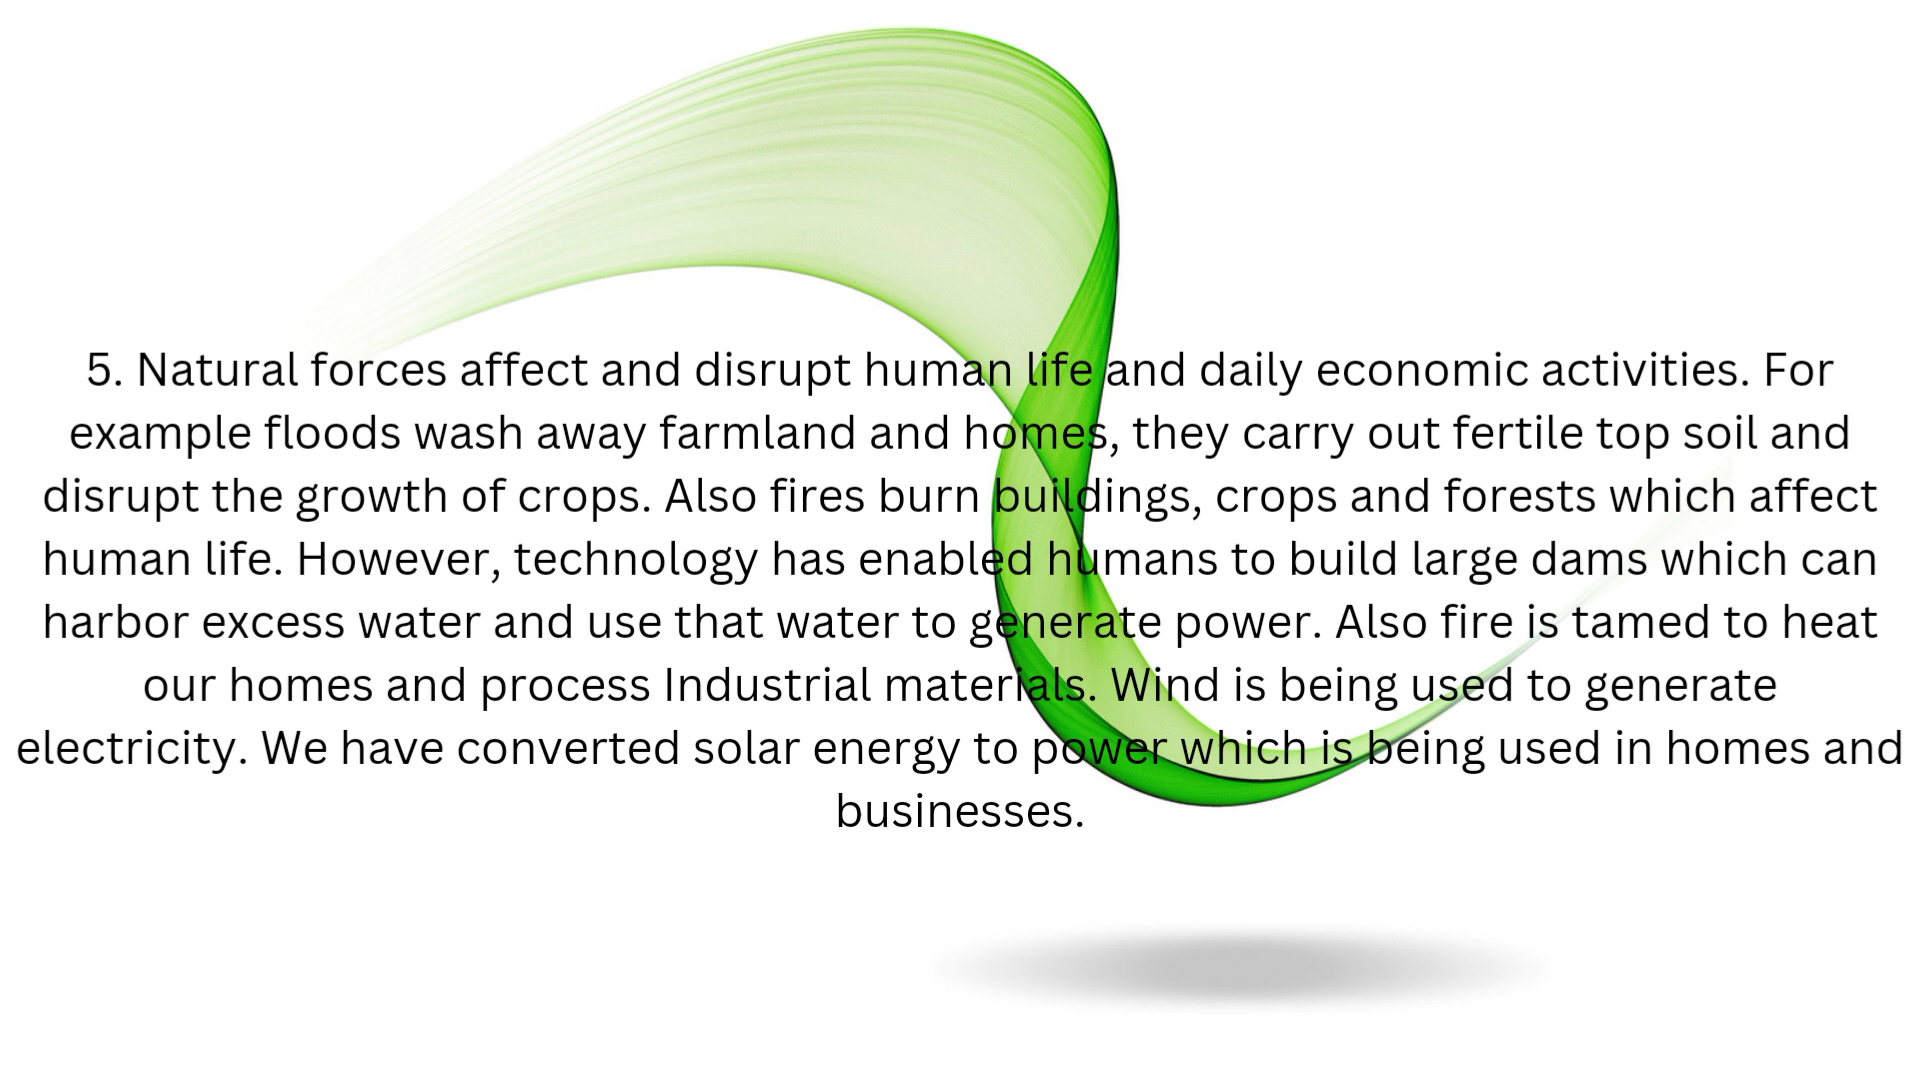 5. Natural forces affect and disrupt human life and daily economic activities. For
example floods wash away farmland and homes, they carry out fertile top soil and
disrupt the growth of crops. Also fires burn buildings, crops and forests which affect
human life. However, technology has enabled humans to build large dams which can
harbor excess water and use that water to generate power. Also fire is tamed to heat
our homes and process Industrial materials. Wind is being used to generate
electricity. We have converted solar energy to power which is being used in homes and
businesses.